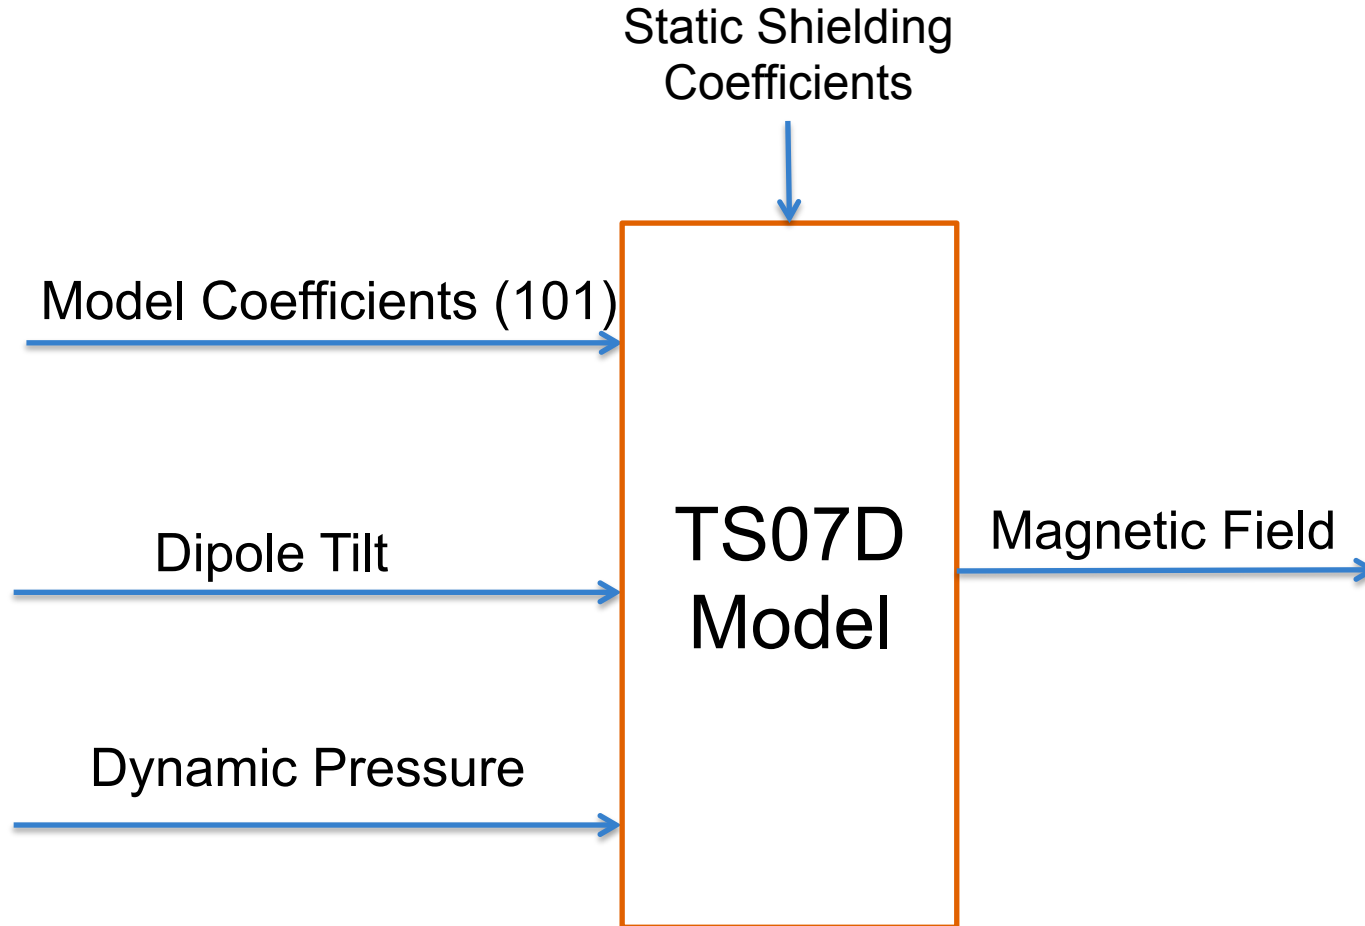 Static Shielding
Coefficients
Model Coefficients (101)
Dipole Tilt
Dynamic Pressure
TS07D
Model
Magnetic Field